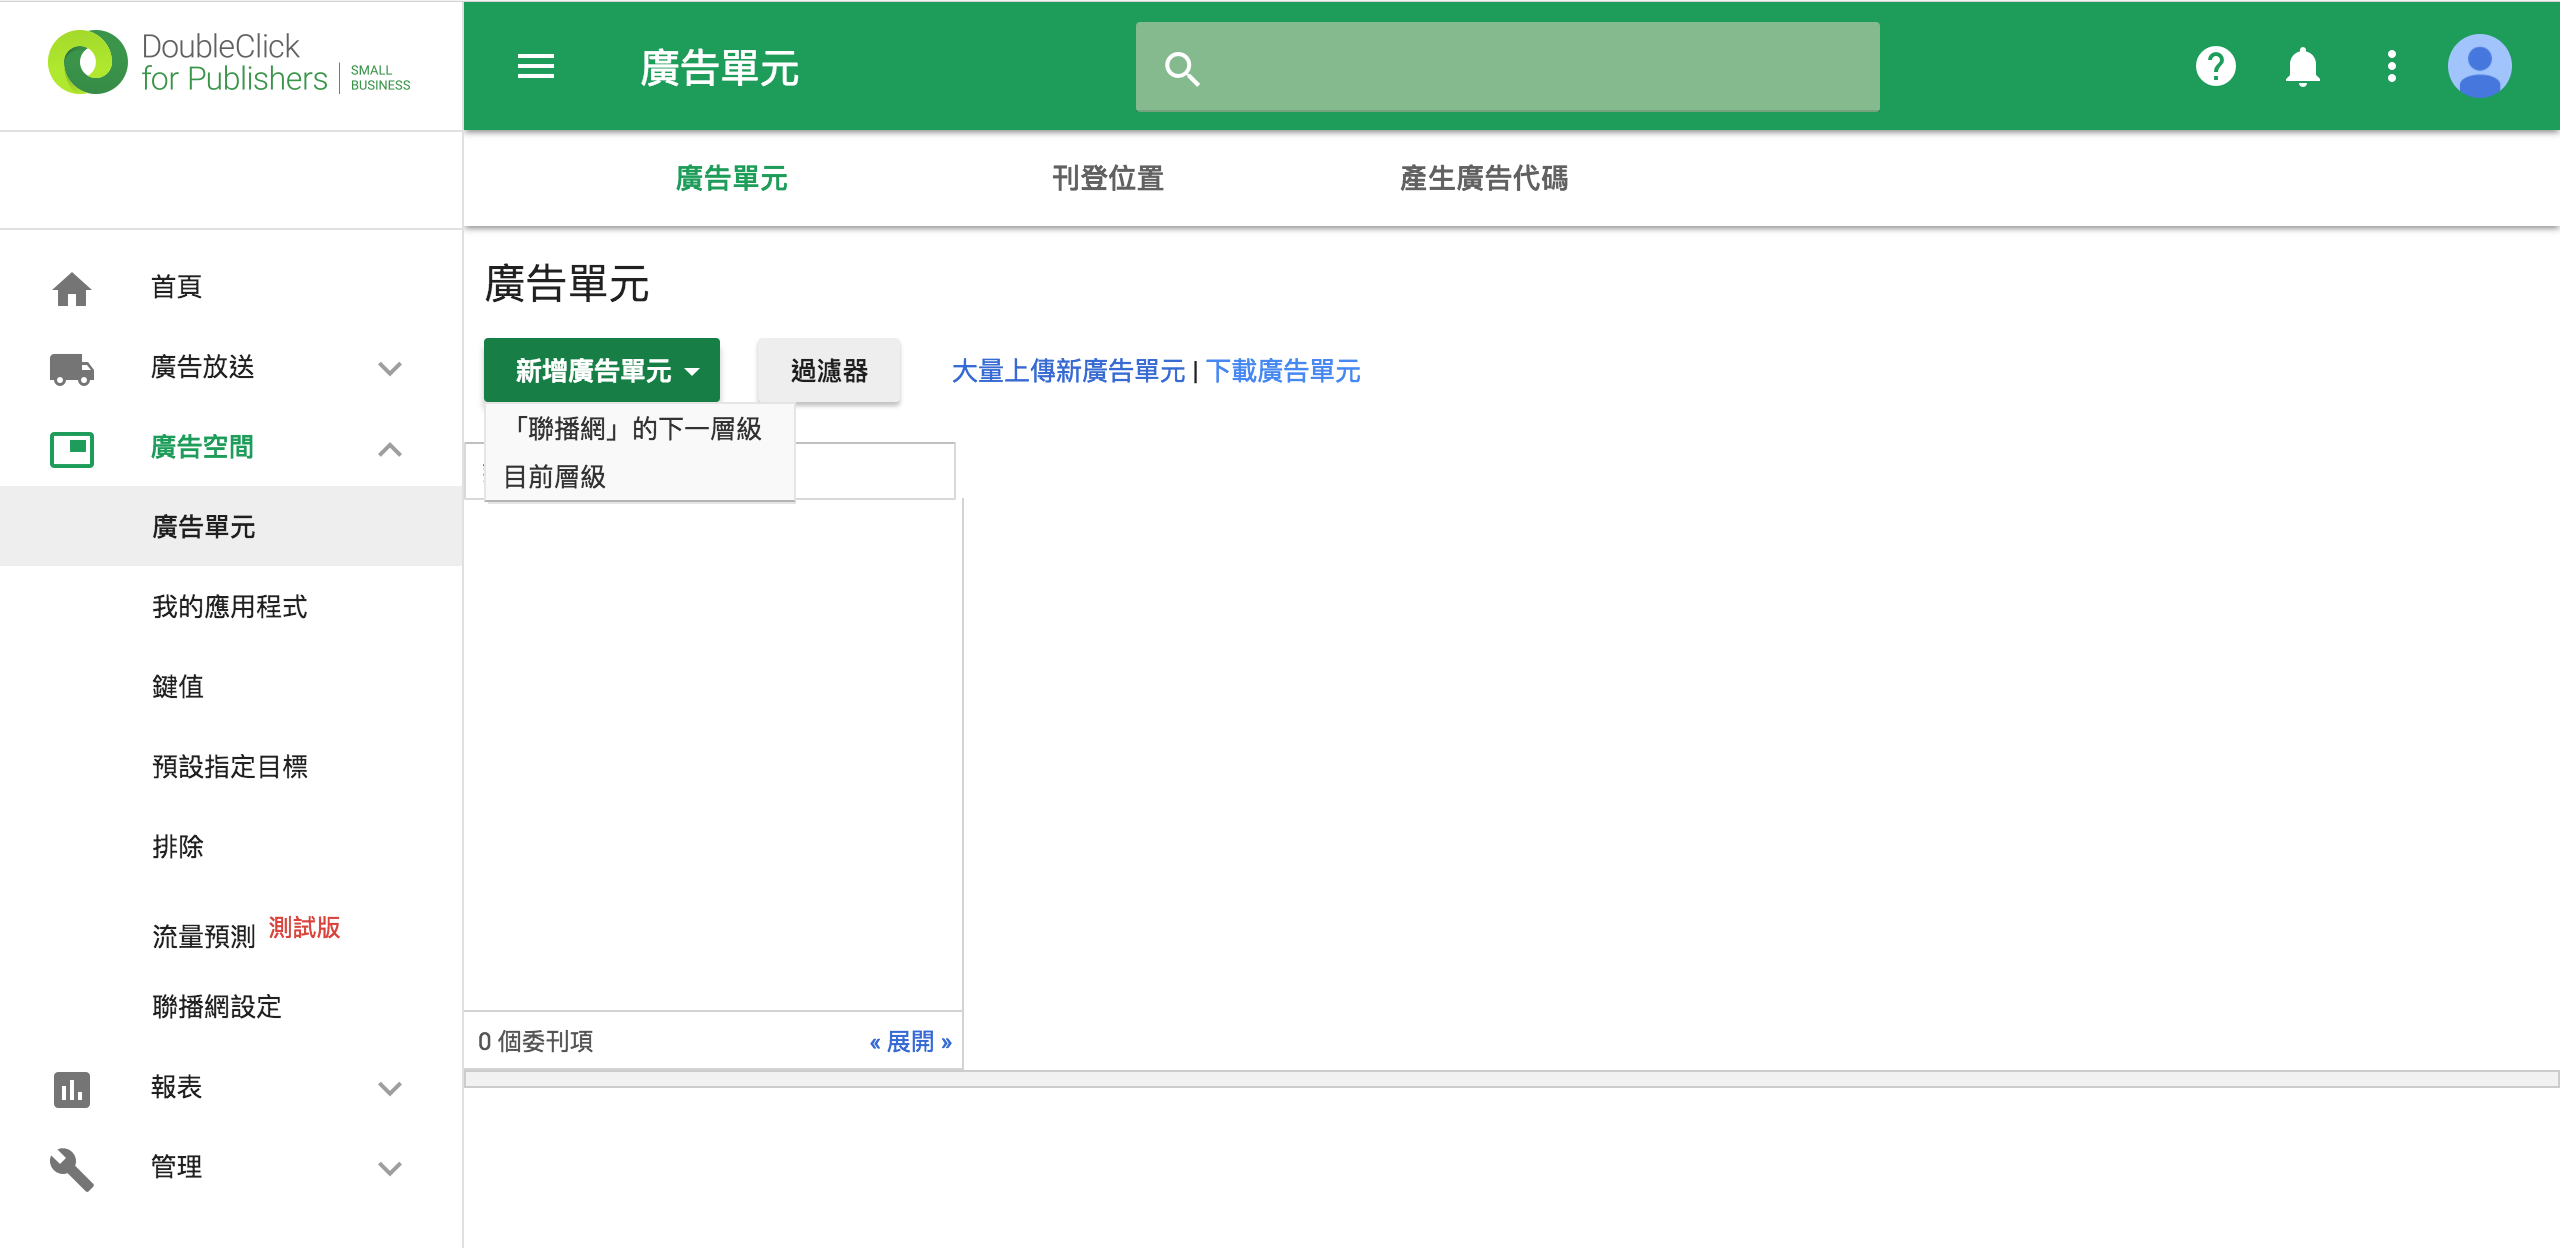 DoubleClick
for Publishers
SMALL
BUSINESS
廣告單元
廣告單元
刊登位置
產生廣告代碼
首頁
廣告放送
廣告空間
廣告單元
我的應用程式
鍵值
預設指定目標
排除
流量預測 測試版
聯播網設定
報表
管理
廣告單元
新增廣告單元
過濾器
大量上傳新廣告單元 | 下載廣告單元
「聯播網」的下一層級
目前層級
0 個委刊項
« 展開 »